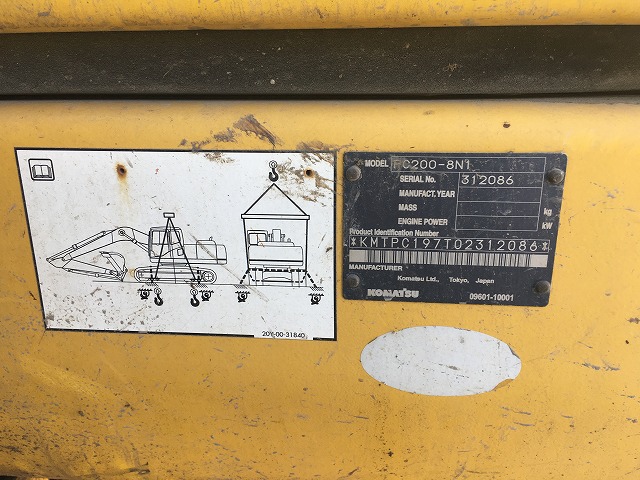 20Y-00-31840
MODEL PC200-8N1
SERIAL No. 312086
MANUFACT. YEAR
MASS kg
ENGINE POWER kW
Product Identification Number
*KMTPC197T02312086*
MANUFACTURER
Komatsu Ltd., Tokyo, Japan
KOMATSU 09601-10001